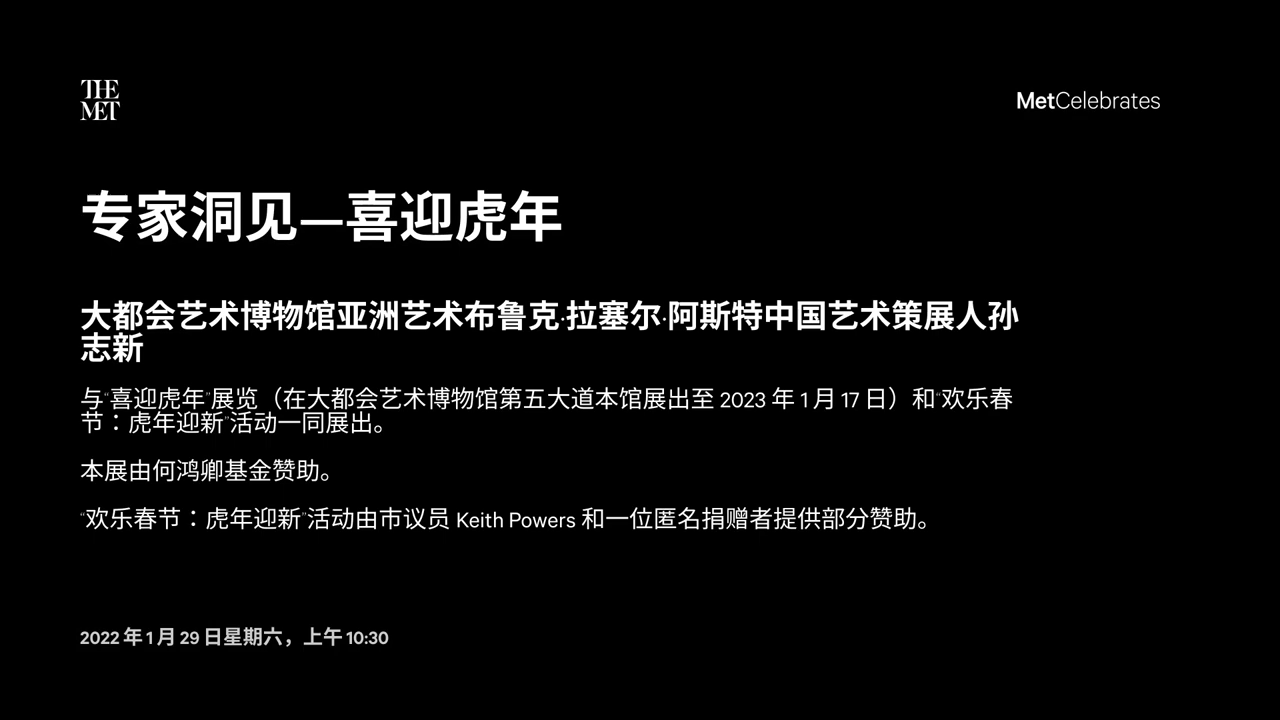 THE
MET
MetCelebrates
专家洞见—喜迎虎年
大都会艺术博物馆亚洲艺术布鲁克·拉塞尔·阿斯特中国艺术策展人孙
志新
与“喜迎虎年”展览（在大都会艺术博物馆第五大道本馆展出至 2023 年 1 月 17 日）和“欢乐春
节：虎年迎新”活动一同展出。
本展由何鸿卿基金赞助。
“欢乐春节：虎年迎新”活动由市议员 Keith Powers 和一位匿名捐赠者提供部分赞助。
2022 年 1 月 29 日星期六，上午 10:30